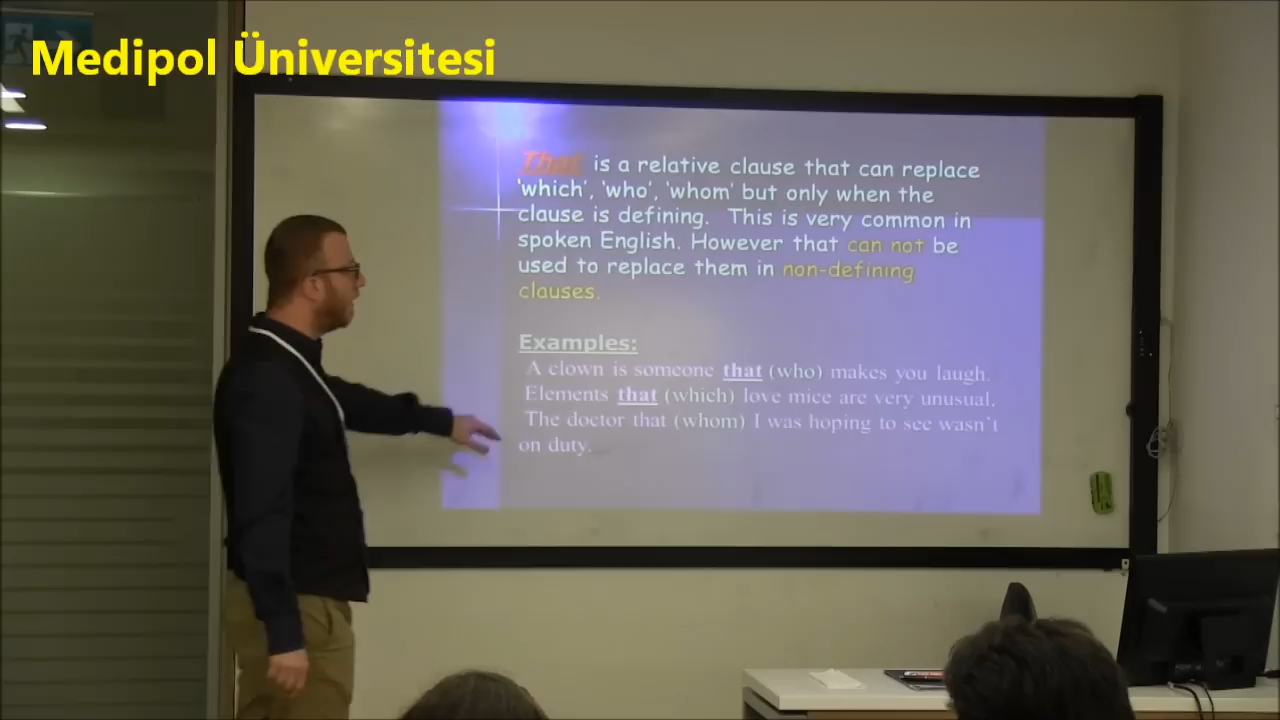 Medipol Üniversitesi
That is a relative clause that can replace
'which', 'who', 'whom' but only when the
clause is defining. This is very common in
spoken English. However that can not be
used to replace them in non-defining
clauses.
Examples:
A clown is someone that (who) makes you laugh.
Elements that (which) love mice are very unusual.
The doctor that (whom) I was hoping to see wasn`t
on duty.